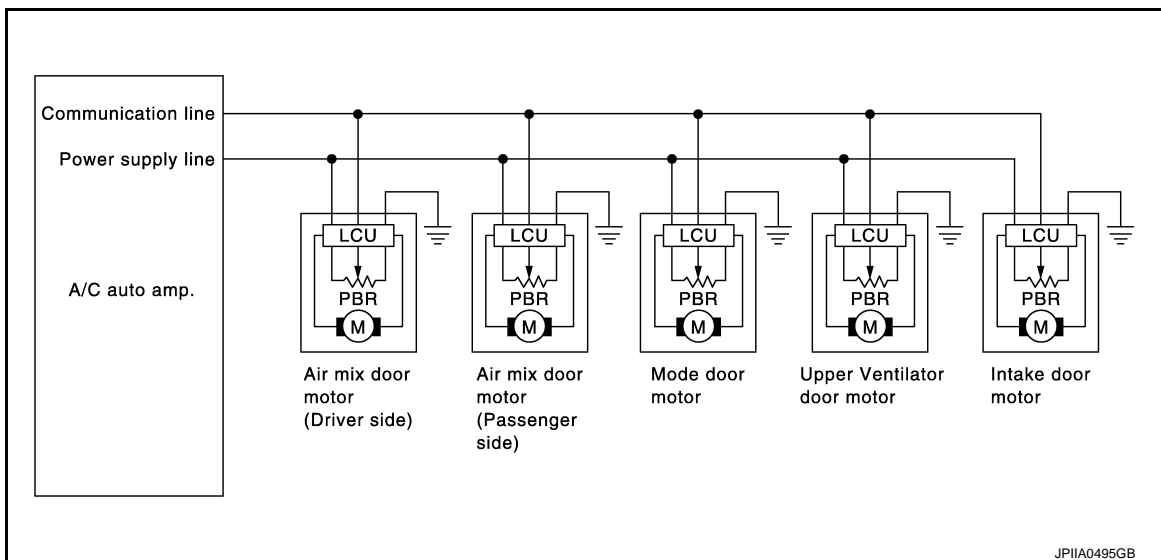 Communication line
Power supply line
A/C auto amp.
LCU
PBR
M
Air mix door
motor
(Driver side)
LCU
PBR
M
Air mix door
motor
(Passenger
side)
LCU
PBR
M
Mode door
motor
LCU
PBR
M
Upper Ventilator
door motor
LCU
PBR
M
Intake door
motor
JPIIA0495GB